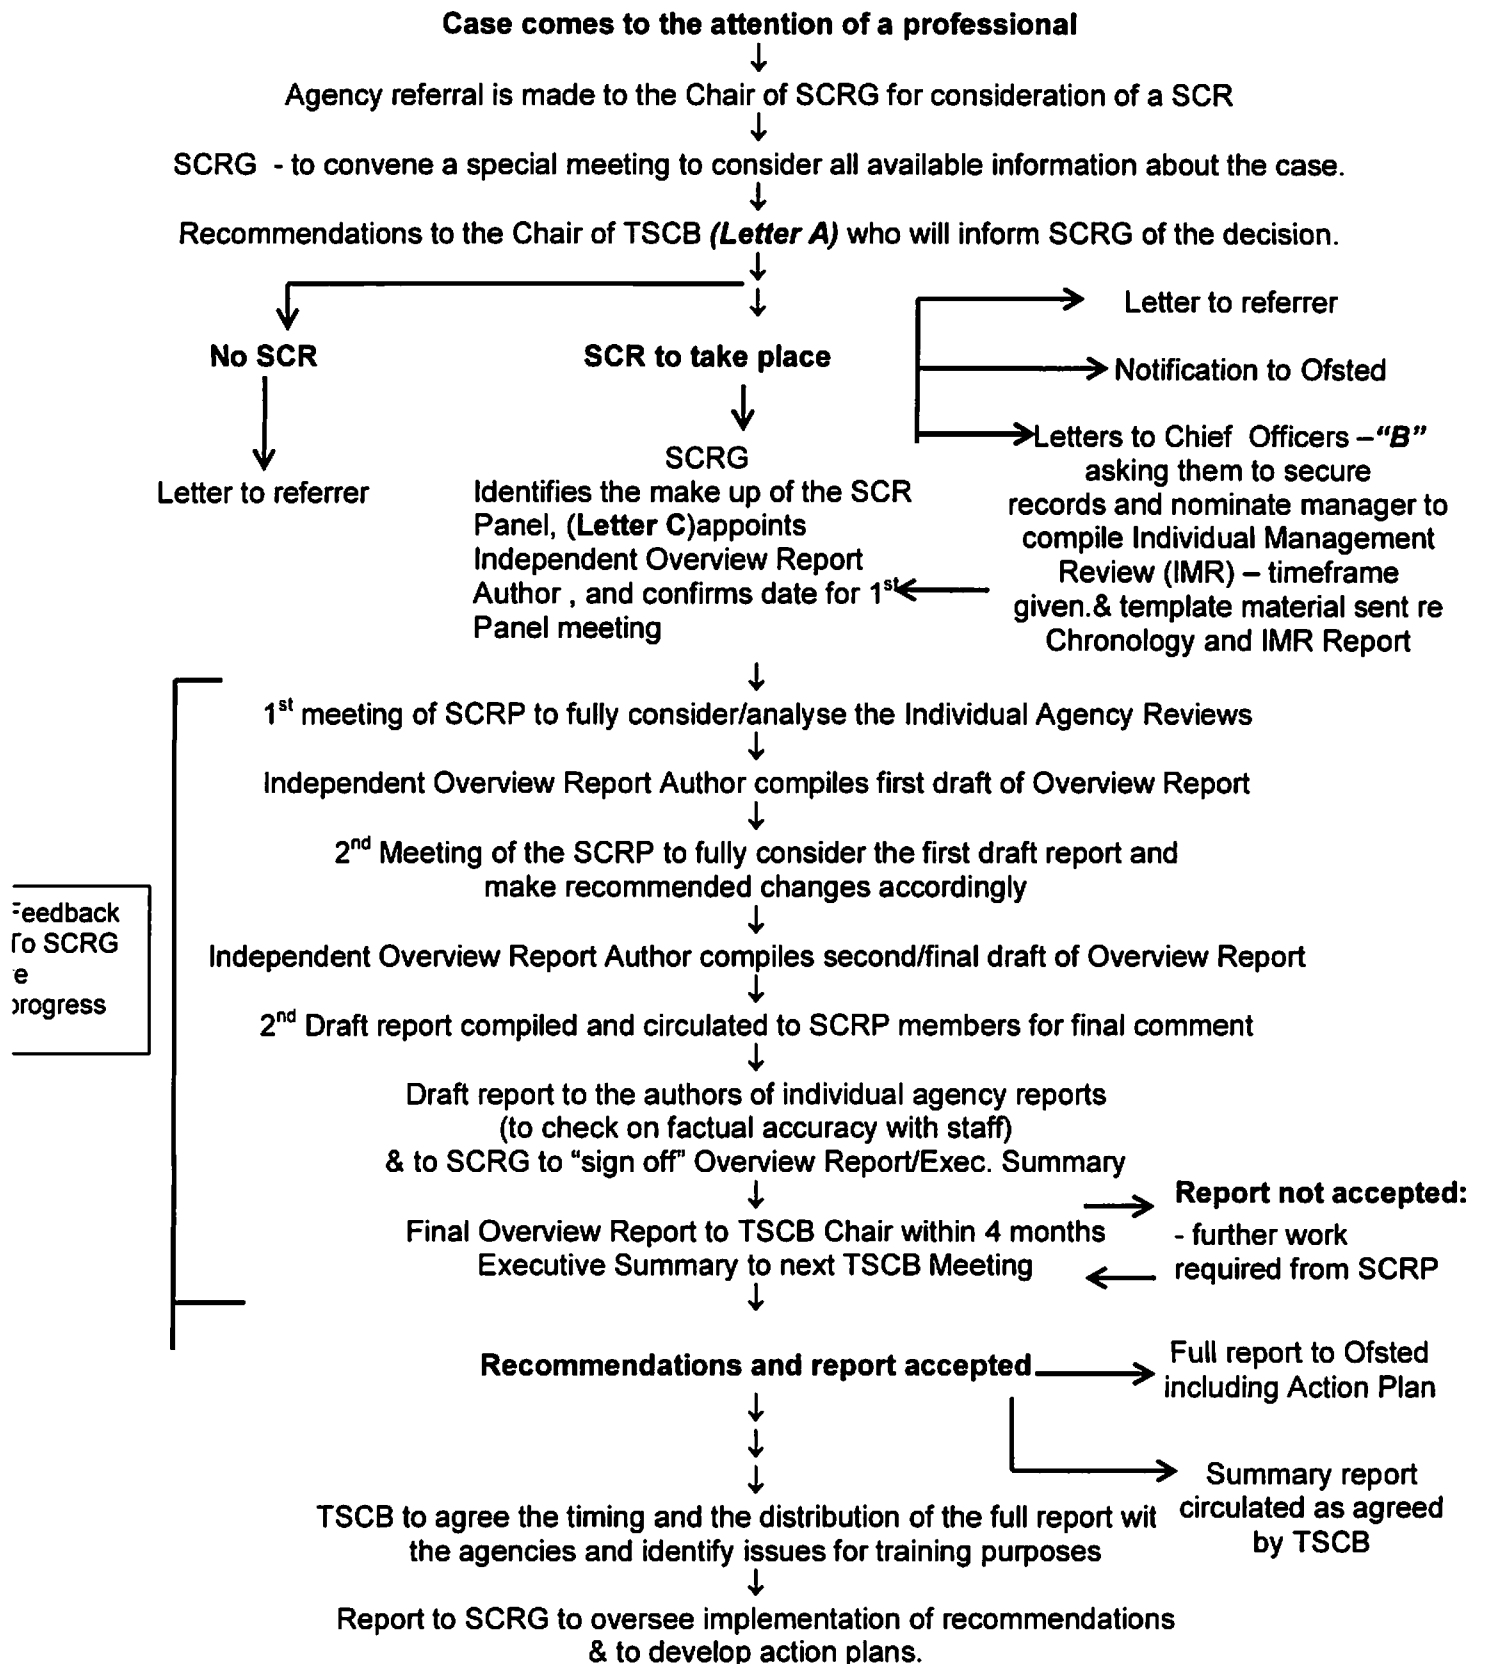 Case comes to the attention of a professional
Agency referral is made to the Chair of SCRG for consideration of a SCR
SCRG - to convene a special meeting to consider all available information about the case.
Recommendations to the Chair of TSCB (Letter A) who will inform SCRG of the decision.
No SCR
Letter to referrer
SCR to take place
SCRG
Identifies the make up of the SCR
Panel, (Letter C)appoints
Independent Overview Report
Author , and confirms date for 1st
Panel meeting
Letter to referrer
Notification to Ofsted
Letters to Chief Officers –“B”
asking them to secure
records and nominate manager to
compile Individual Management
Review (IMR) – timeframe
given.& template material sent re
Chronology and IMR Report
1st meeting of SCRP to fully consider/analyse the Individual Agency Reviews
Independent Overview Report Author compiles first draft of Overview Report
2nd Meeting of the SCRP to fully consider the first draft report and
make recommended changes accordingly
eedback
To SCRG
e
rogress
Independent Overview Report Author compiles second/final draft of Overview Report
2nd Draft report compiled and circulated to SCRP members for final comment
Draft report to the authors of individual agency reports
(to check on factual accuracy with staff)
& to SCRG to “sign off” Overview Report/Exec. Summary
Final Overview Report to TSCB Chair within 4 months
Executive Summary to next TSCB Meeting
Report not accepted:
- further work
required from SCRP
Recommendations and report accepted
Full report to Ofsted
including Action Plan
Summary report
circulated as agreed
by TSCB
TSCB to agree the timing and the distribution of the full report wit
the agencies and identify issues for training purposes
Report to SCRG to oversee implementation of recommendations
& to develop action plans.